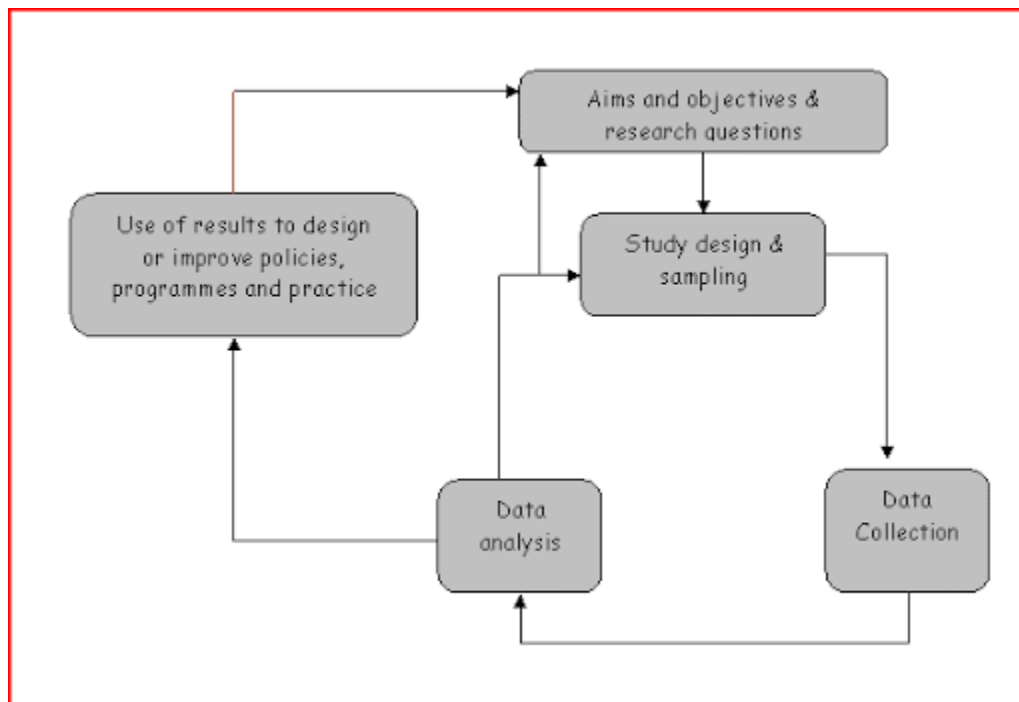 Aims and objectives &
research questions
Use of results to design
or improve policies,
programmes and practice
Study design &
sampling
Data
analysis
Data
Collection